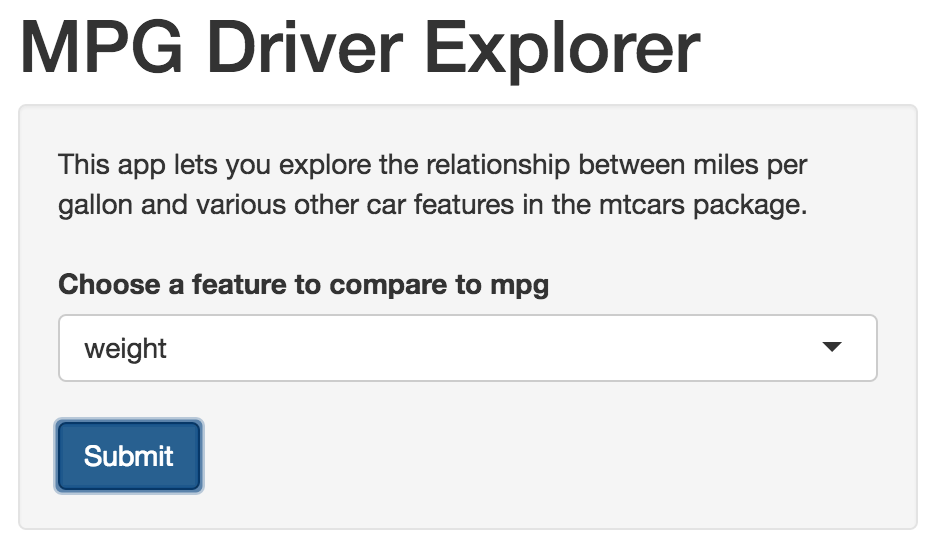 MPG Driver Explorer
This app lets you explore the relationship between miles per
gallon and various other car features in the mtcars package.
Choose a feature to compare to mpg
weight
Submit